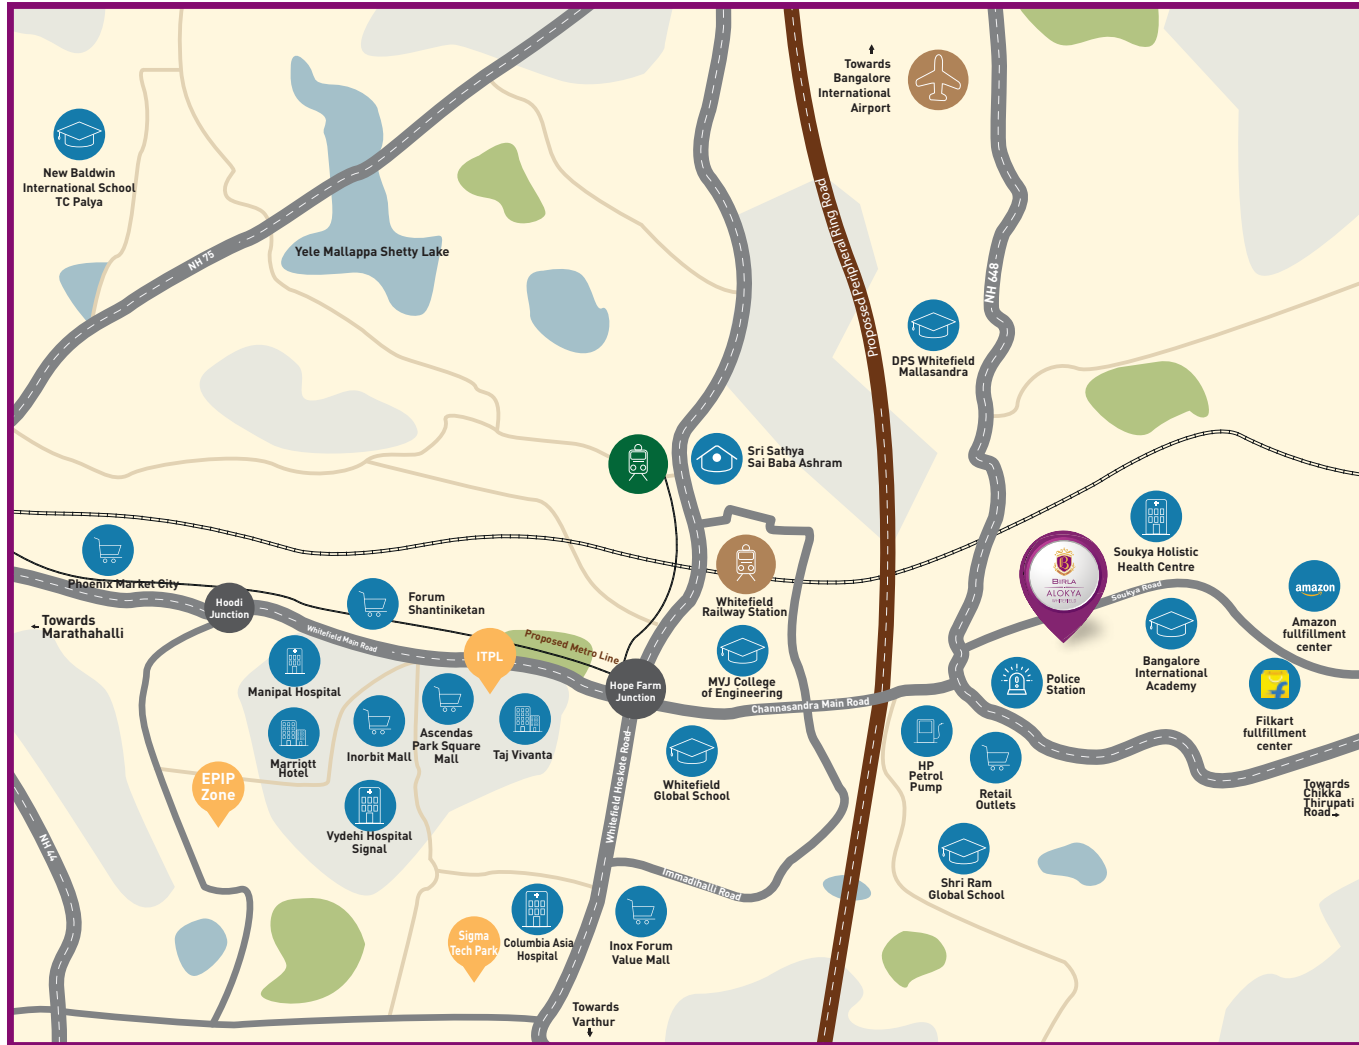 Towards
Bangalore
International
Airport
New Baldwin
International School
TC Palya
Yele Mallappa Shetty Lake
NH 75
Propossed Peripheral Ring Road
NH 648
DPS Whitefield
Mallasandra
Sri Sathya
Sai Baba Ashram
Phoenix Market City
Hoodi
Junction
Forum
Shantiniketan
Towards
Marathahalli
Whitefield Main Road
ITPL
Proposed Metro Line
Hope Farm
Junction
Whitefield
Railway Station
MVJ College
of Engineering
Channasandra Main Road
BIRLA
ALOKYA
WHITEFIELD
Soukya Holistic
Health Centre
Soukya Road
amazon
Amazon
fullfillment
center
Bangalore
International
Academy
Police
Station
Filkart
fullfillment
center
Manipal Hospital
Marriott
Hotel
Inorbit Mall
Ascendas
Park Square
Mall
Taj Vivanta
EPIP
Zone
Vydehi Hospital
Signal
Whitefield Hoskote Road
Whitefield
Global School
HP
Petrol
Pump
Retail
Outlets
Towards
Chikka
Thirupati
Road
NH 44
Immadihalli Road
Shri Ram
Global School
Sigma
Tech Park
Columbia Asia
Hospital
Inox Forum
Value Mall
Towards
Varthur